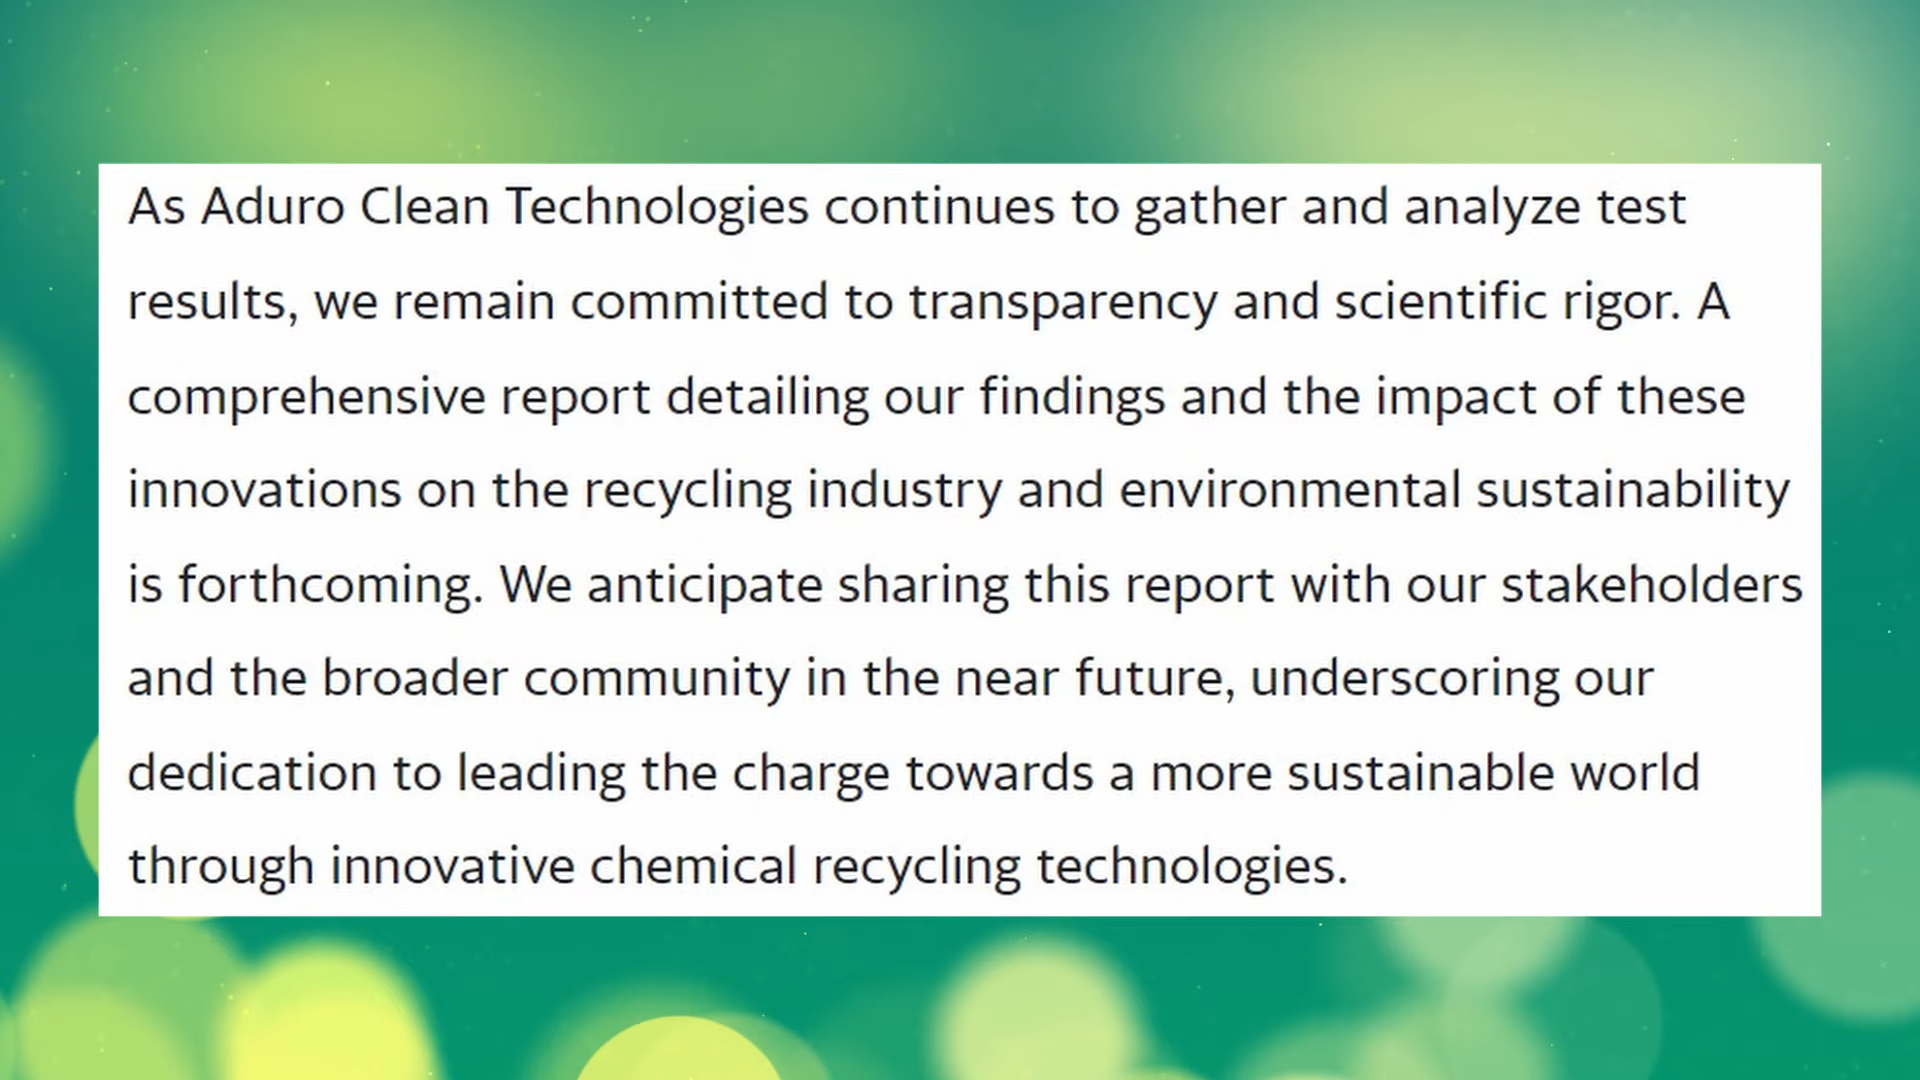 As Aduro Clean Technologies continues to gather and analyze test
results, we remain committed to transparency and scientific rigor. A
comprehensive report detailing our findings and the impact of these
innovations on the recycling industry and environmental sustainability
is forthcoming. We anticipate sharing this report with our stakeholders
and the broader community in the near future, underscoring our
dedication to leading the charge towards a more sustainable world
through innovative chemical recycling technologies.